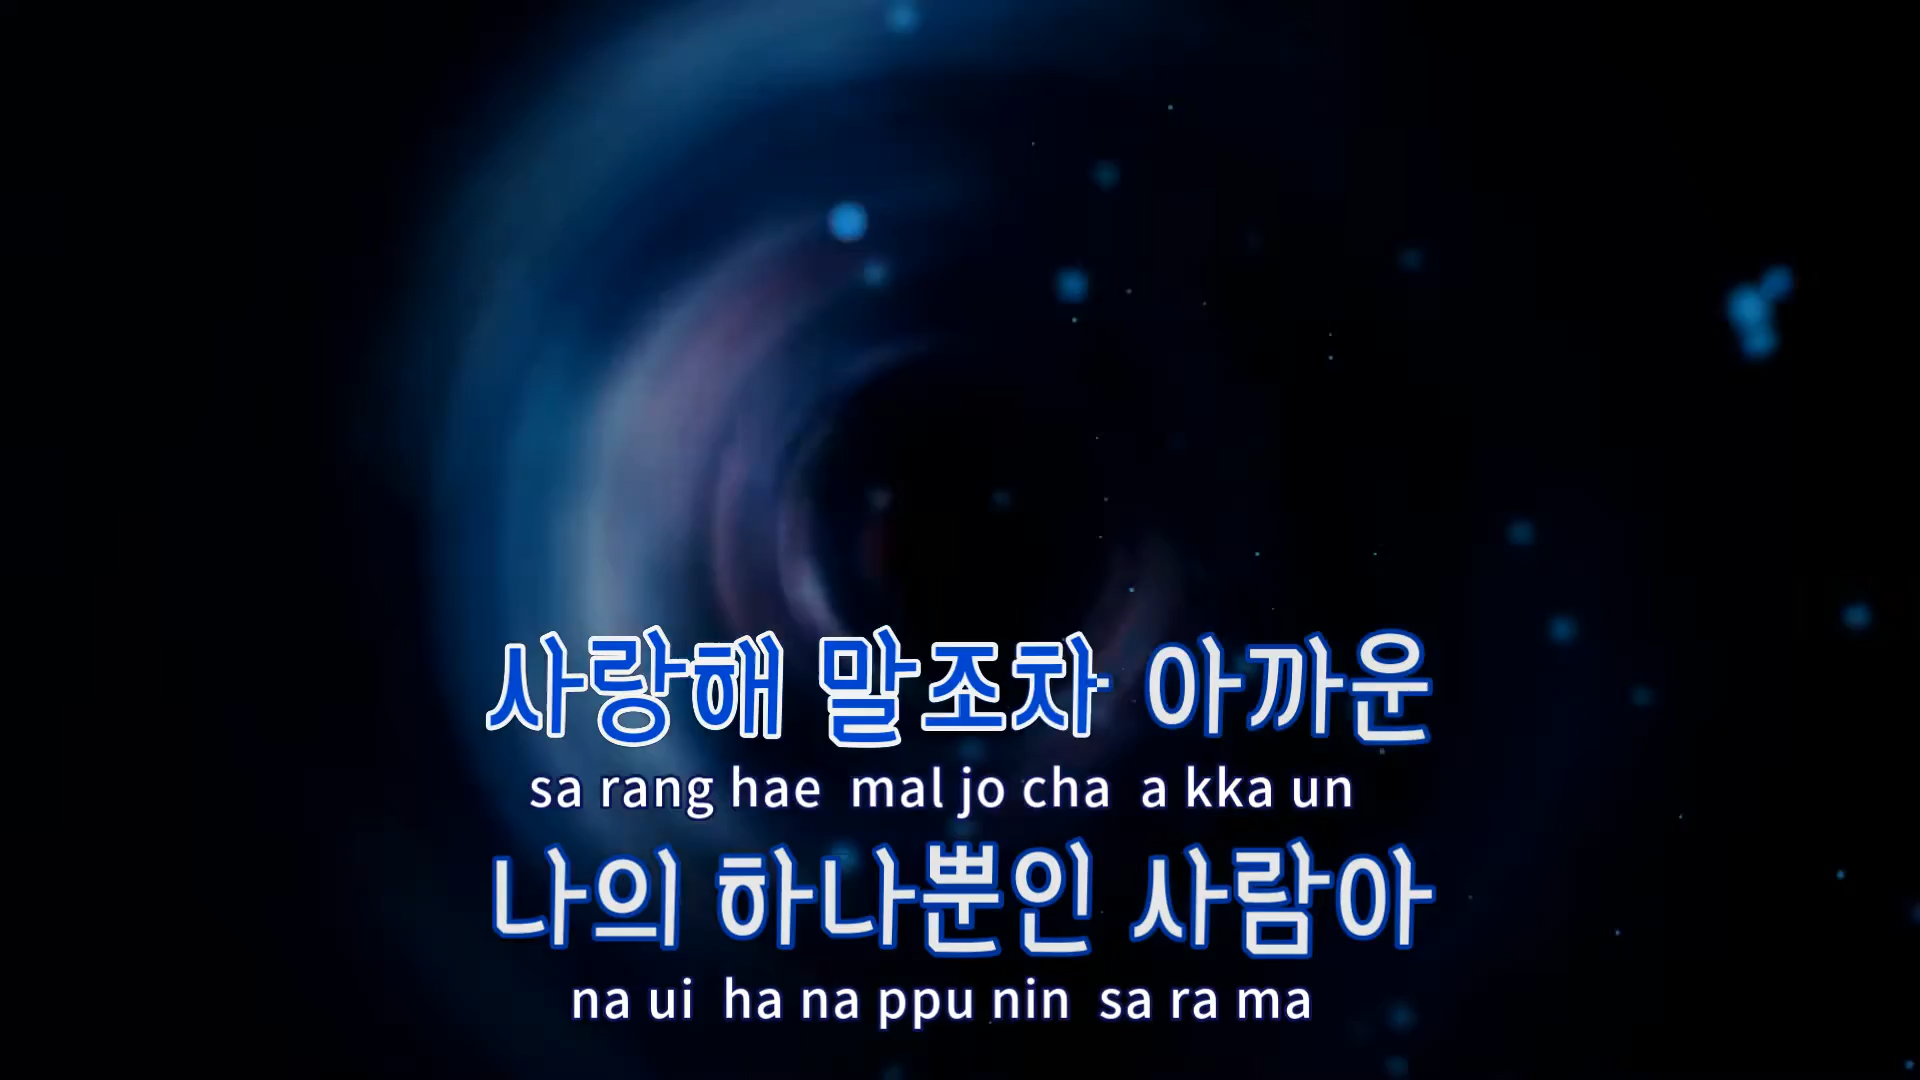 사랑해 말조차 아까운
sa rang hae mal jo cha a kka un
나의 하나뿐인 사람아
na ui ha na ppu nin sa ra ma